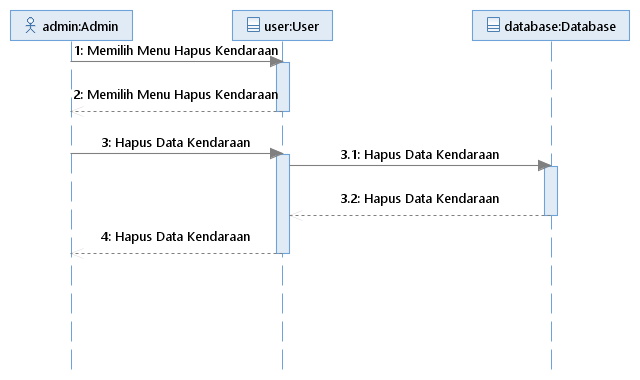 admin:Admin
user:User
database:Database
1: Memilih Menu Hapus Kendaraan
2: Memilih Menu Hapus Kendaraan
3: Hapus Data Kendaraan
3.1: Hapus Data Kendaraan
3.2: Hapus Data Kendaraan
4: Hapus Data Kendaraan